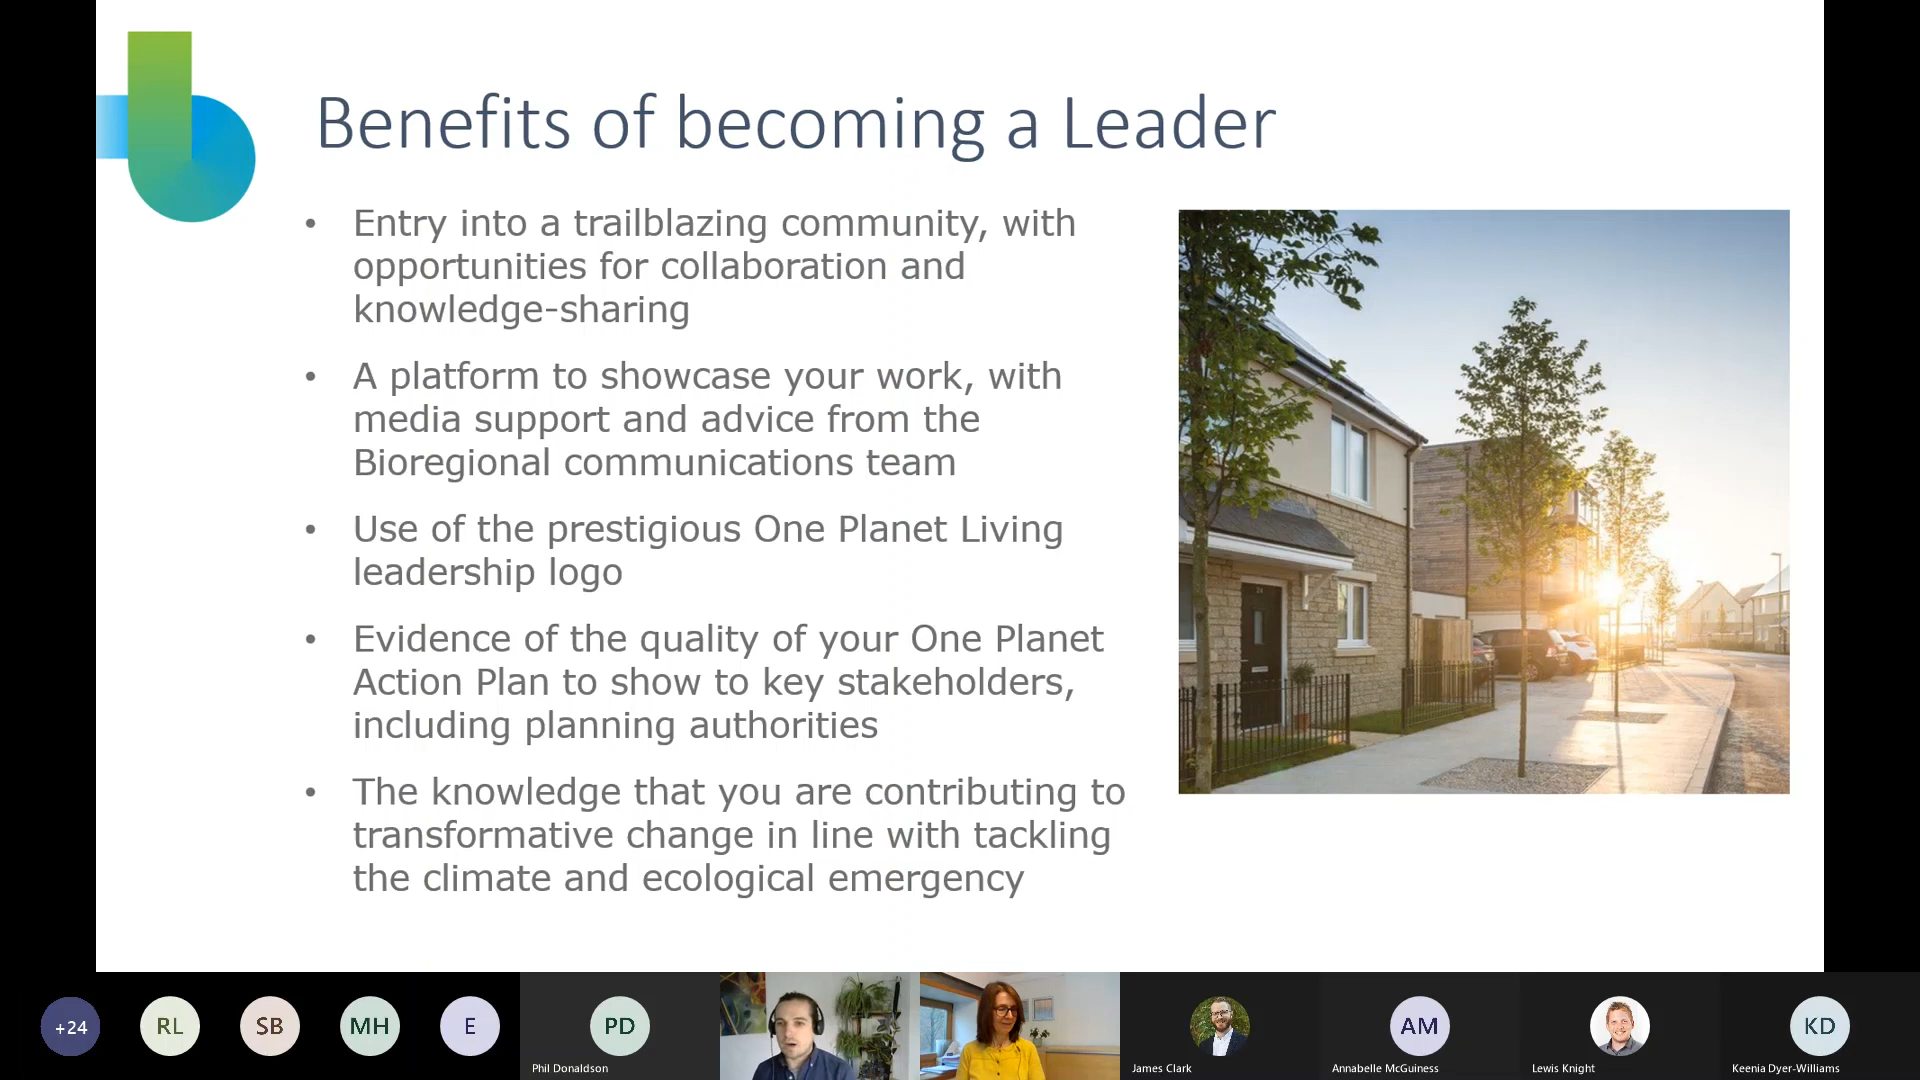 Benefits of becoming a Leader
• Entry into a trailblazing community, with
opportunities for collaboration and
knowledge-sharing
• A platform to showcase your work, with
media support and advice from the
Bioregional communications team
• Use of the prestigious One Planet Living
leadership logo
• Evidence of the quality of your One Planet
Action Plan to show to key stakeholders,
including planning authorities
• The knowledge that you are contributing to
transformative change in line with tackling
the climate and ecological emergency
+24
RL
SB
MH
E
PD
Phil Donaldson
James Clark
AM
Annabelle McGuiness
Lewis Knight
KD
Keenia Dyer-Williams